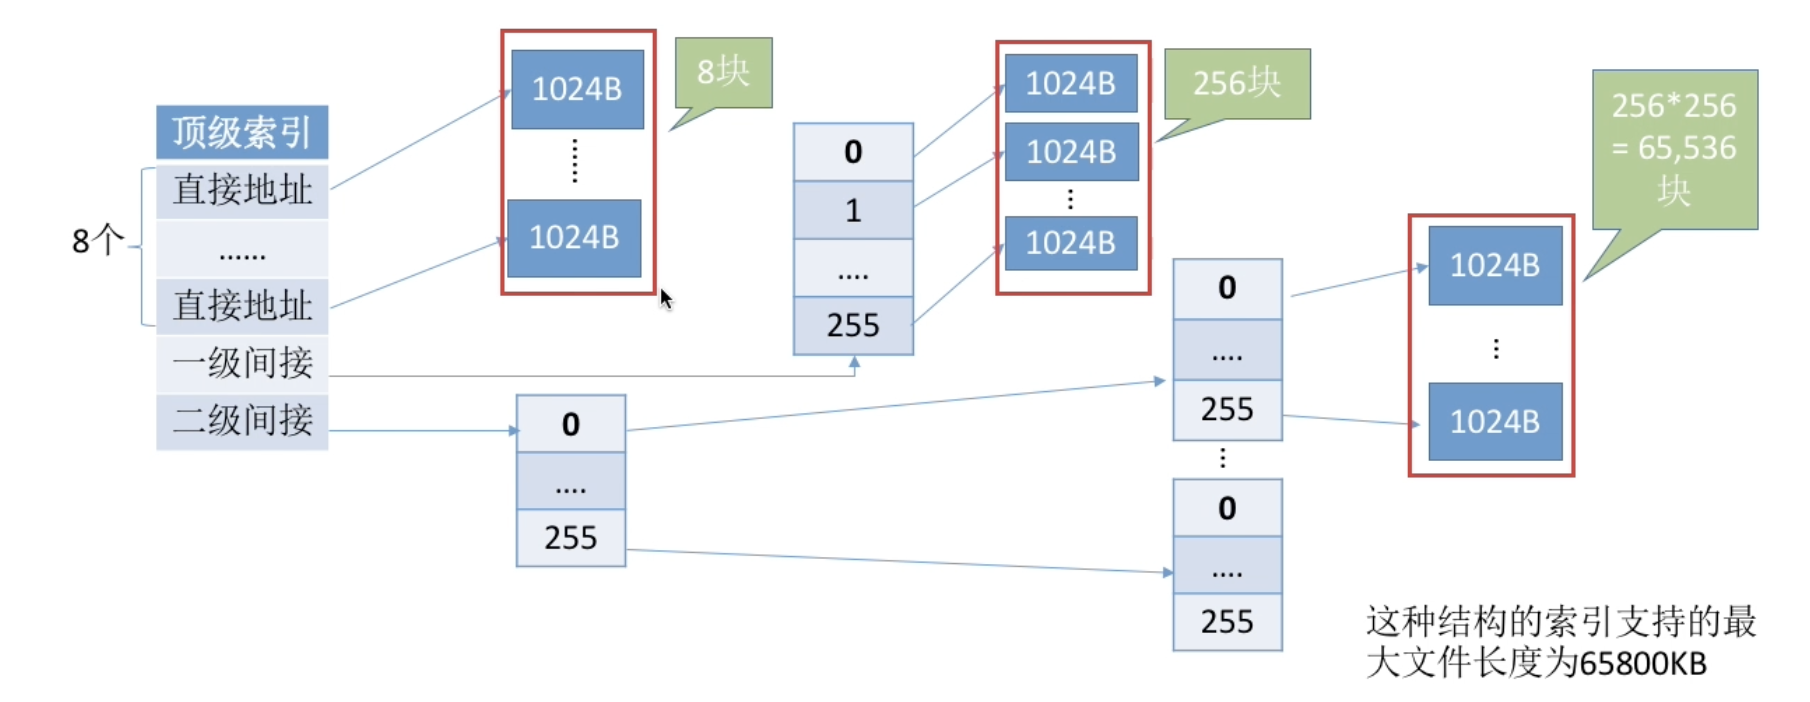 顶级索引
直接地址
......
直接地址
一级间接
二级间接
8个
1024B
1024B
8块
0
1
....
255
1024B
1024B
1024B
256块
0
....
255
0
....
255
0
....
255
1024B
1024B
256*256
= 65,536
块
这种结构的索引支持的最
大文件长度为65800KB